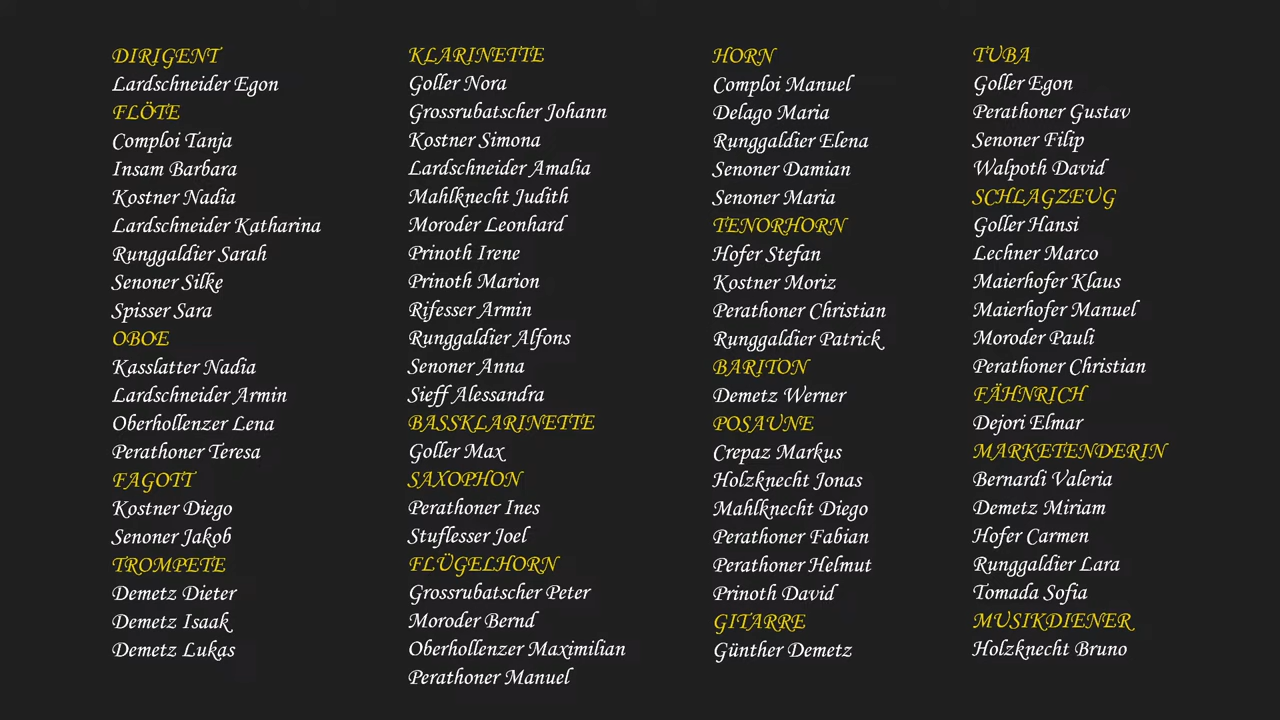 DIRIGENT
Lardschneider Egon
FLÖTE
Comploi Tanja
Insam Barbara
Kostner Nadia
Lardschneider Katharina
Runggaldier Sarah
Senoner Silke
Spisser Sara
OBOE
Kasslatter Nadia
Lardschneider Armin
Oberhollenzer Lena
Perathoner Teresa
FAGOTT
Kostner Diego
Senoner Jakob
TROMPETE
Demetz Dieter
Demetz Isaak
Demetz Lukas
KLARINETTE
Goller Nora
Grossrubatscher Johann
Kostner Simona
Lardschneider Amalia
Mahlknecht Judith
Moroder Leonhard
Prinoth Irene
Prinoth Marion
Rifesser Armin
Runggaldier Alfons
Senoner Anna
Sieff Alessandra
BASSKLARINETTE
Goller Max
SAXOPHON
Perathoner Ines
Stuflesser Joel
FLÜGELHORN
Grossrubatscher Peter
Moroder Bernd
Oberhollenzer Maximilian
Perathoner Manuel
HORN
Comploi Manuel
Delago Maria
Runggaldier Elena
Senoner Damian
Senoner Maria
TENORHORN
Hofer Stefan
Kostner Moriz
Perathoner Christian
Runggaldier Patrick
BARITON
Demetz Werner
POSAUNE
Crepaz Markus
Holzknecht Jonas
Mahlknecht Diego
Perathoner Fabian
Perathoner Helmut
Prinoth David
GITARRE
Günther Demetz
TUBA
Goller Egon
Perathoner Gustav
Senoner Filip
Walpoth David
SCHLAGZEUG
Goller Hansi
Lechner Marco
Maierhofer Klaus
Maierhofer Manuel
Moroder Pauli
Perathoner Christian
FÄHNRICH
Dejori Elmar
MARKETENDERIN
Bernardi Valeria
Demetz Miriam
Hofer Carmen
Runggaldier Lara
Tomada Sofia
MUSIKDIENER
Holzknecht Bruno